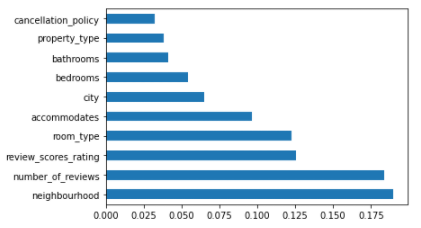 cancellation_policy
property_type
bathrooms
bedrooms
city
accommodates
room_type
review_scores_rating
number_of_reviews
neighbourhood
0.000 0.025 0.050 0.075 0.100 0.125 0.150 0.175